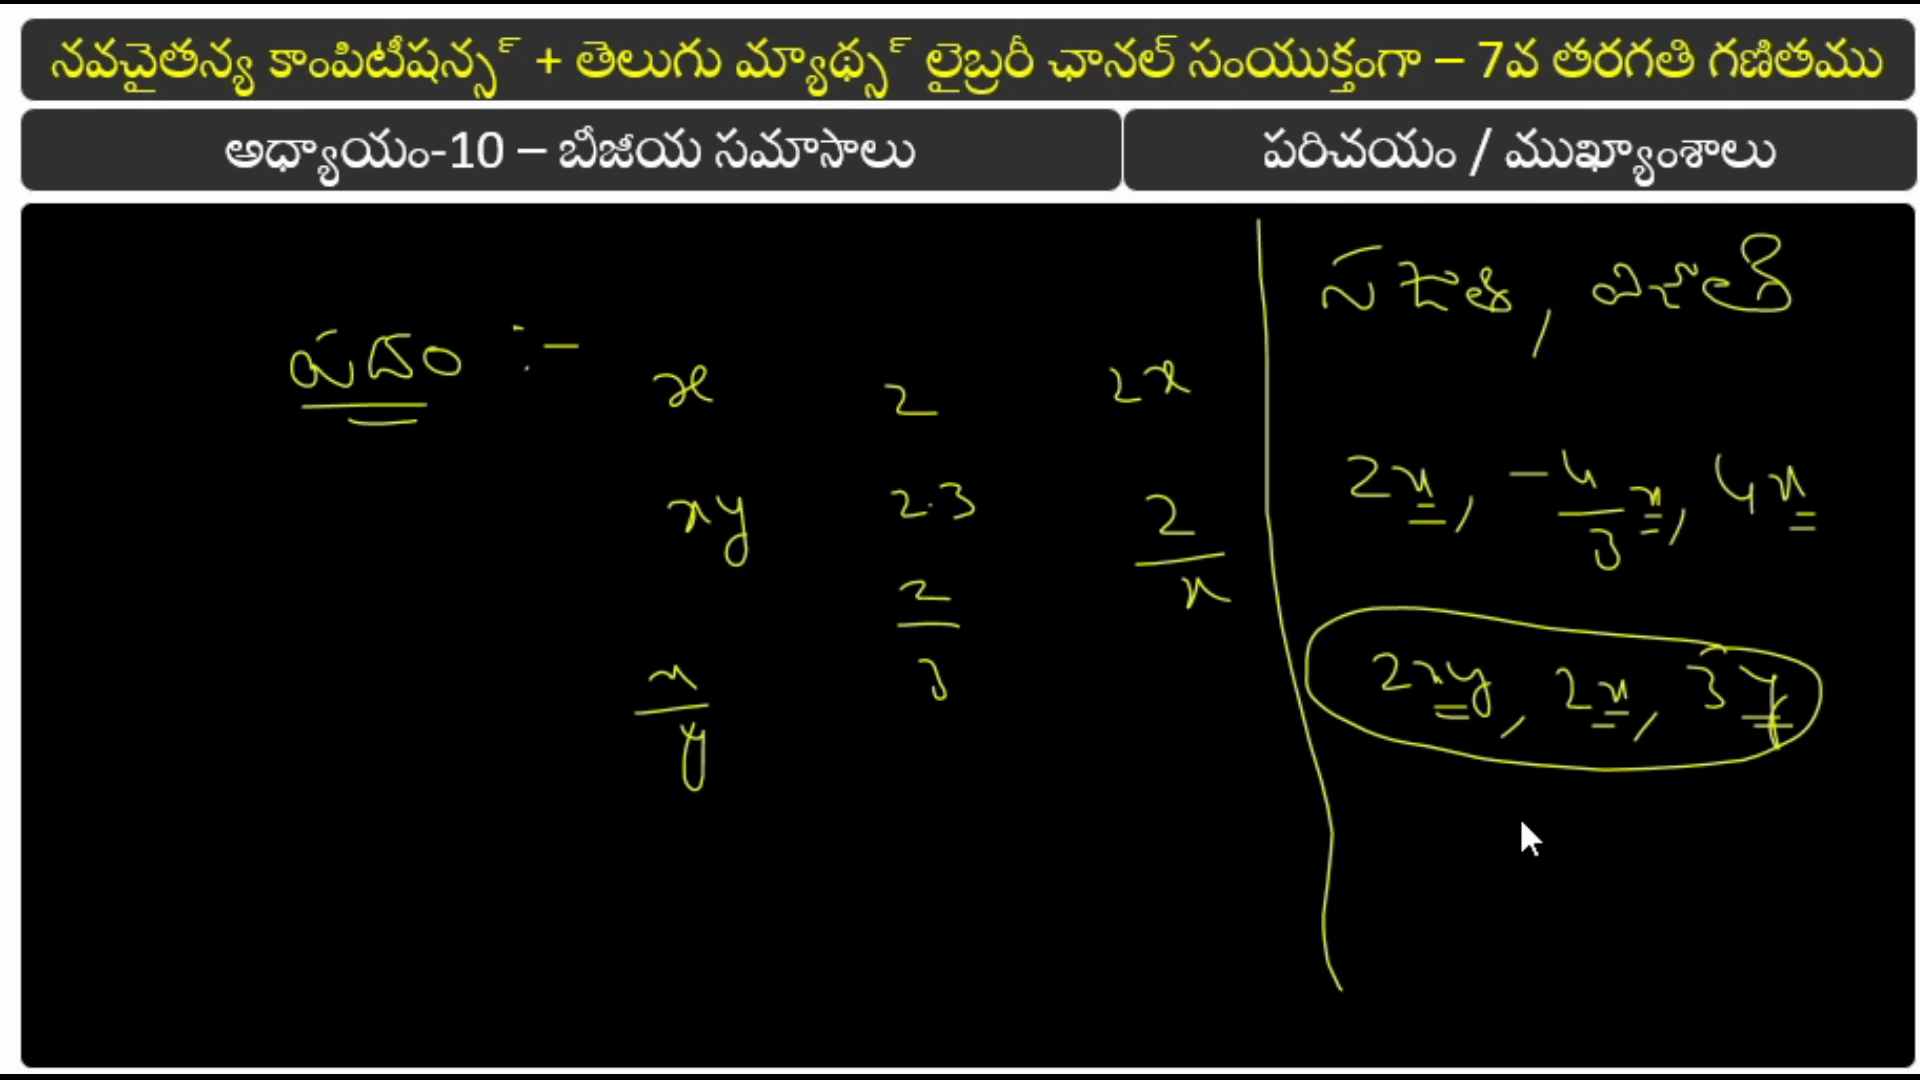 నవచైతన్య కాంపిటీషన్స్ + తెలుగు మ్యాథ్స్ లైబ్రరీ ఛానల్ సంయుక్తంగా – 7వ తరగతి గణితము
అధ్యాయం-10 – బీజీయ సమాసాలు
పరిచయం / ముఖ్యాంశాలు
పదం :-
x 2 2x
xy 2.3 2/x
x/y 2/3
సజాతి, విజాతి
2x, -4/3 x, 4x
2xy, 2x, 3y